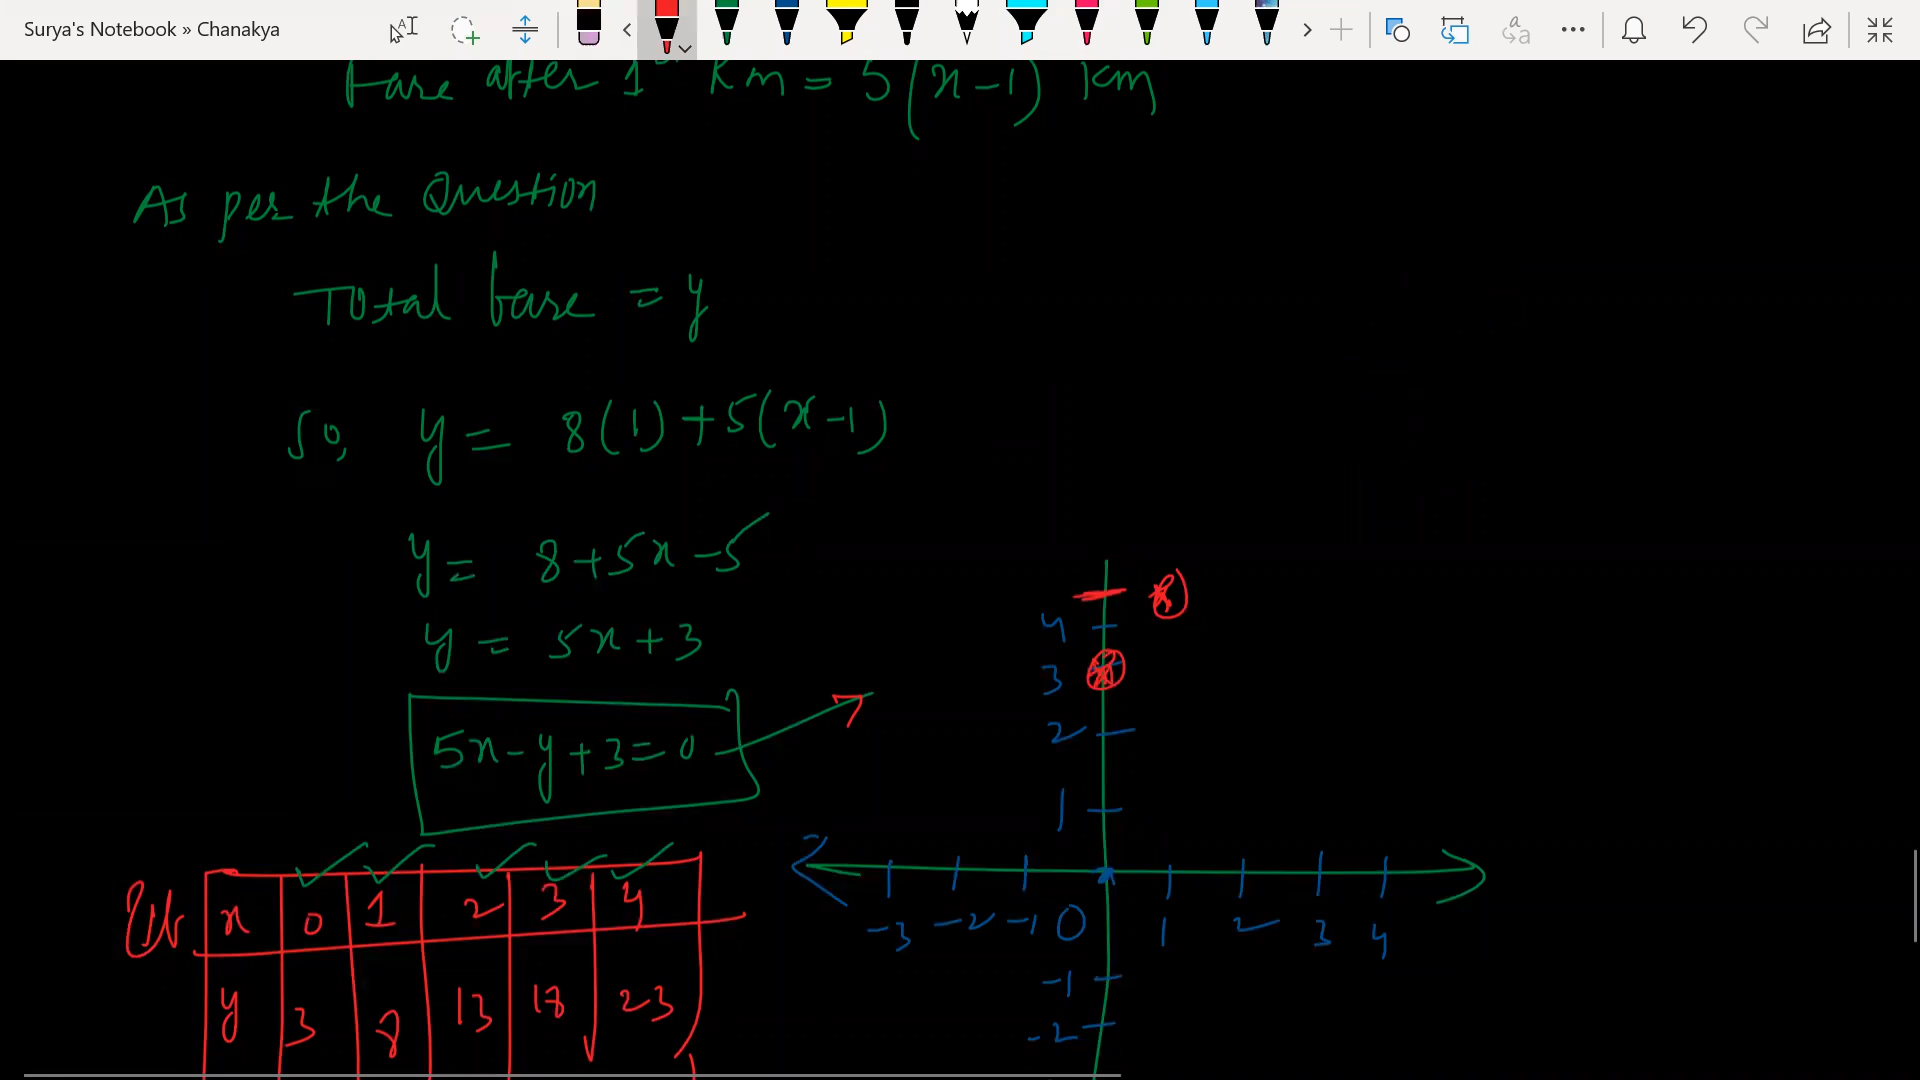 Surya's Notebook » Chanakya
fare after 1st Km = 5(x-1) Km
As per the Question
Total fare = y
So, y = 8(1)+5(x-1)
y = 8+5x-5
y = 5x+3
5x-y+3=0
x 0 1 2 3 4
y 3 8 13 18 23
4
3
2
1
-3 -2 -1 0 1 2 3 4
-1
-2